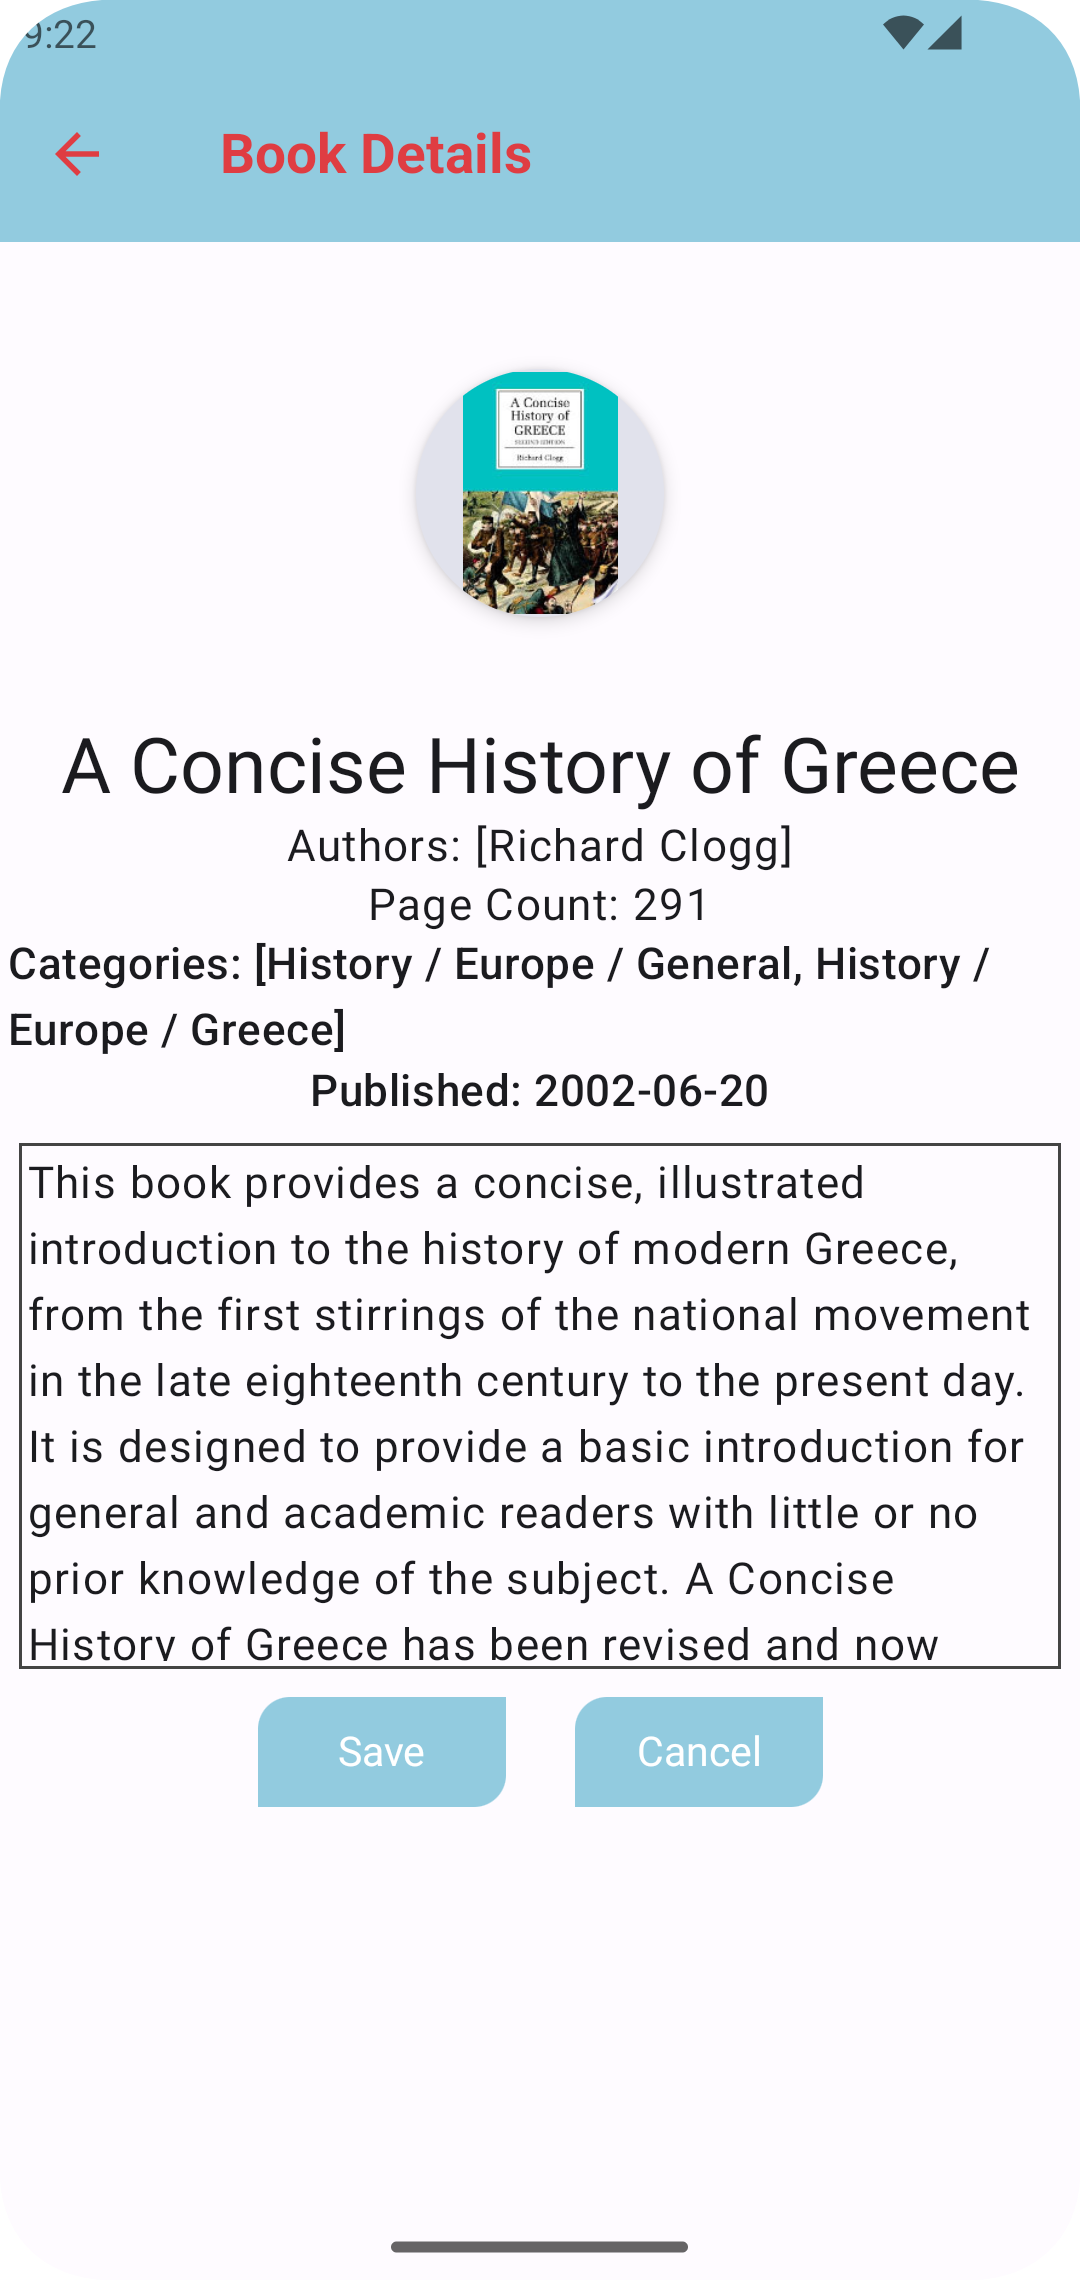 9:22
Book Details
A Concise
History of
GREECE
SECOND EDITION
Richard Clogg
A Concise History of Greece
Authors: [Richard Clogg]
Page Count: 291
Categories: [History / Europe / General, History /
Europe / Greece]
Published: 2002-06-20
This book provides a concise, illustrated
introduction to the history of modern Greece,
from the first stirrings of the national movement
in the late eighteenth century to the present day.
It is designed to provide a basic introduction for
general and academic readers with little or no
prior knowledge of the subject. A Concise
History of Greece has been revised and now
Save
Cancel